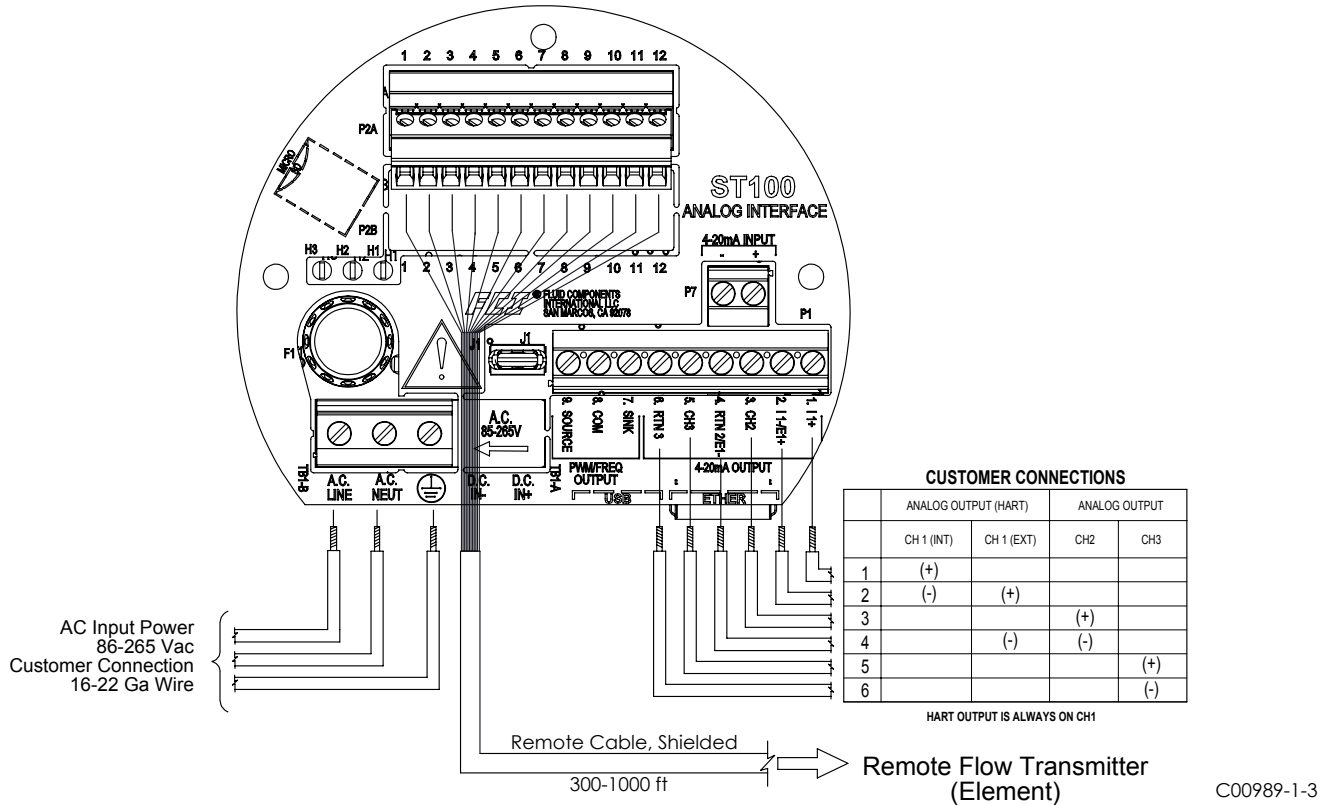 1 2 3 4 5 6 7 8 9 10 11 12
A
P2A
MICRO
B
P2B
ST100
ANALOG INTERFACE
4-20mA INPUT
- +
H3 H2 H1
H1
1 2 3 4 5 6 7 8 9 10 11 12
P7
P1
FCI
FLUID COMPONENTS
INTERNATIONAL LLC
SAN MARCOS, CA 92078
F1
!
J1
J1
9. SOURCE
8. COM
7. SINK
6. RTN 3
5. CH3
4. RTN 2/E1-
3. CH2
2. I1-/E1+
1. I1+
A.C.
85-265V
TB1-B
A.C.
LINE
A.C.
NEUT
D.C.
IN-
D.C.
IN+
TB1-A
PWM/FREQ
OUTPUT
4-20mA OUTPUT
USB
ETHER
CUSTOMER CONNECTIONS
ANALOG OUTPUT (HART) ANALOG OUTPUT
CH 1 (INT) CH 1 (EXT) CH2 CH3
1 (+)
2 (-) (+)
3 (+)
4 (-) (-)
5 (+)
6 (-)
HART OUTPUT IS ALWAYS ON CH1
AC Input Power
86-265 Vac
Customer Connection
16-22 Ga Wire
Remote Cable, Shielded
300-1000 ft
Remote Flow Transmitter
(Element)
C00989-1-3